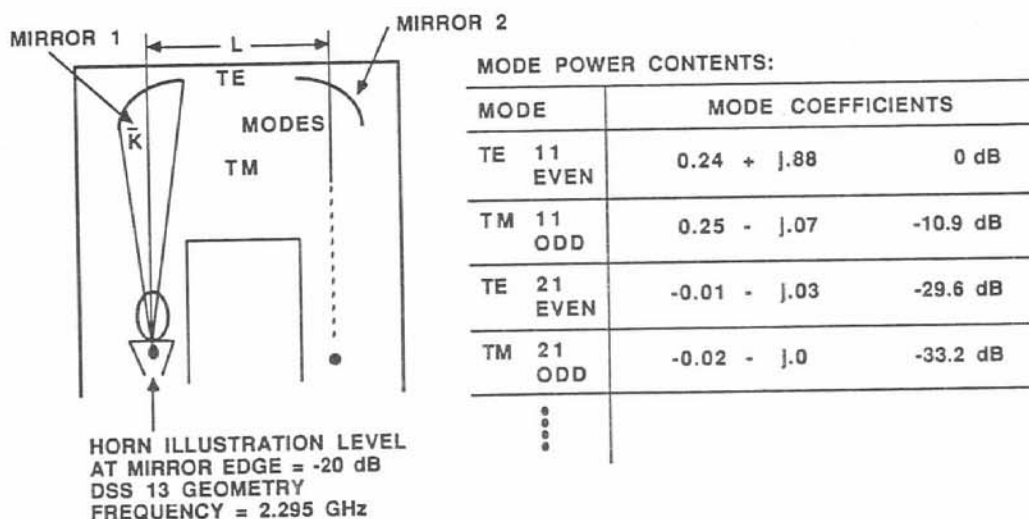 MIRROR 1
L
MIRROR 2
TE
K̄
MODES
TM
HORN ILLUSTRATION LEVEL
AT MIRROR EDGE = -20 dB
DSS 13 GEOMETRY
FREQUENCY = 2.295 GHz
MODE POWER CONTENTS:
MODE MODE COEFFICIENTS
TE 11 EVEN 0.24 + j.88 0 dB
TM 11 ODD 0.25 - j.07 -10.9 dB
TE 21 EVEN -0.01 - j.03 -29.6 dB
TM 21 ODD -0.02 - j.0 -33.2 dB